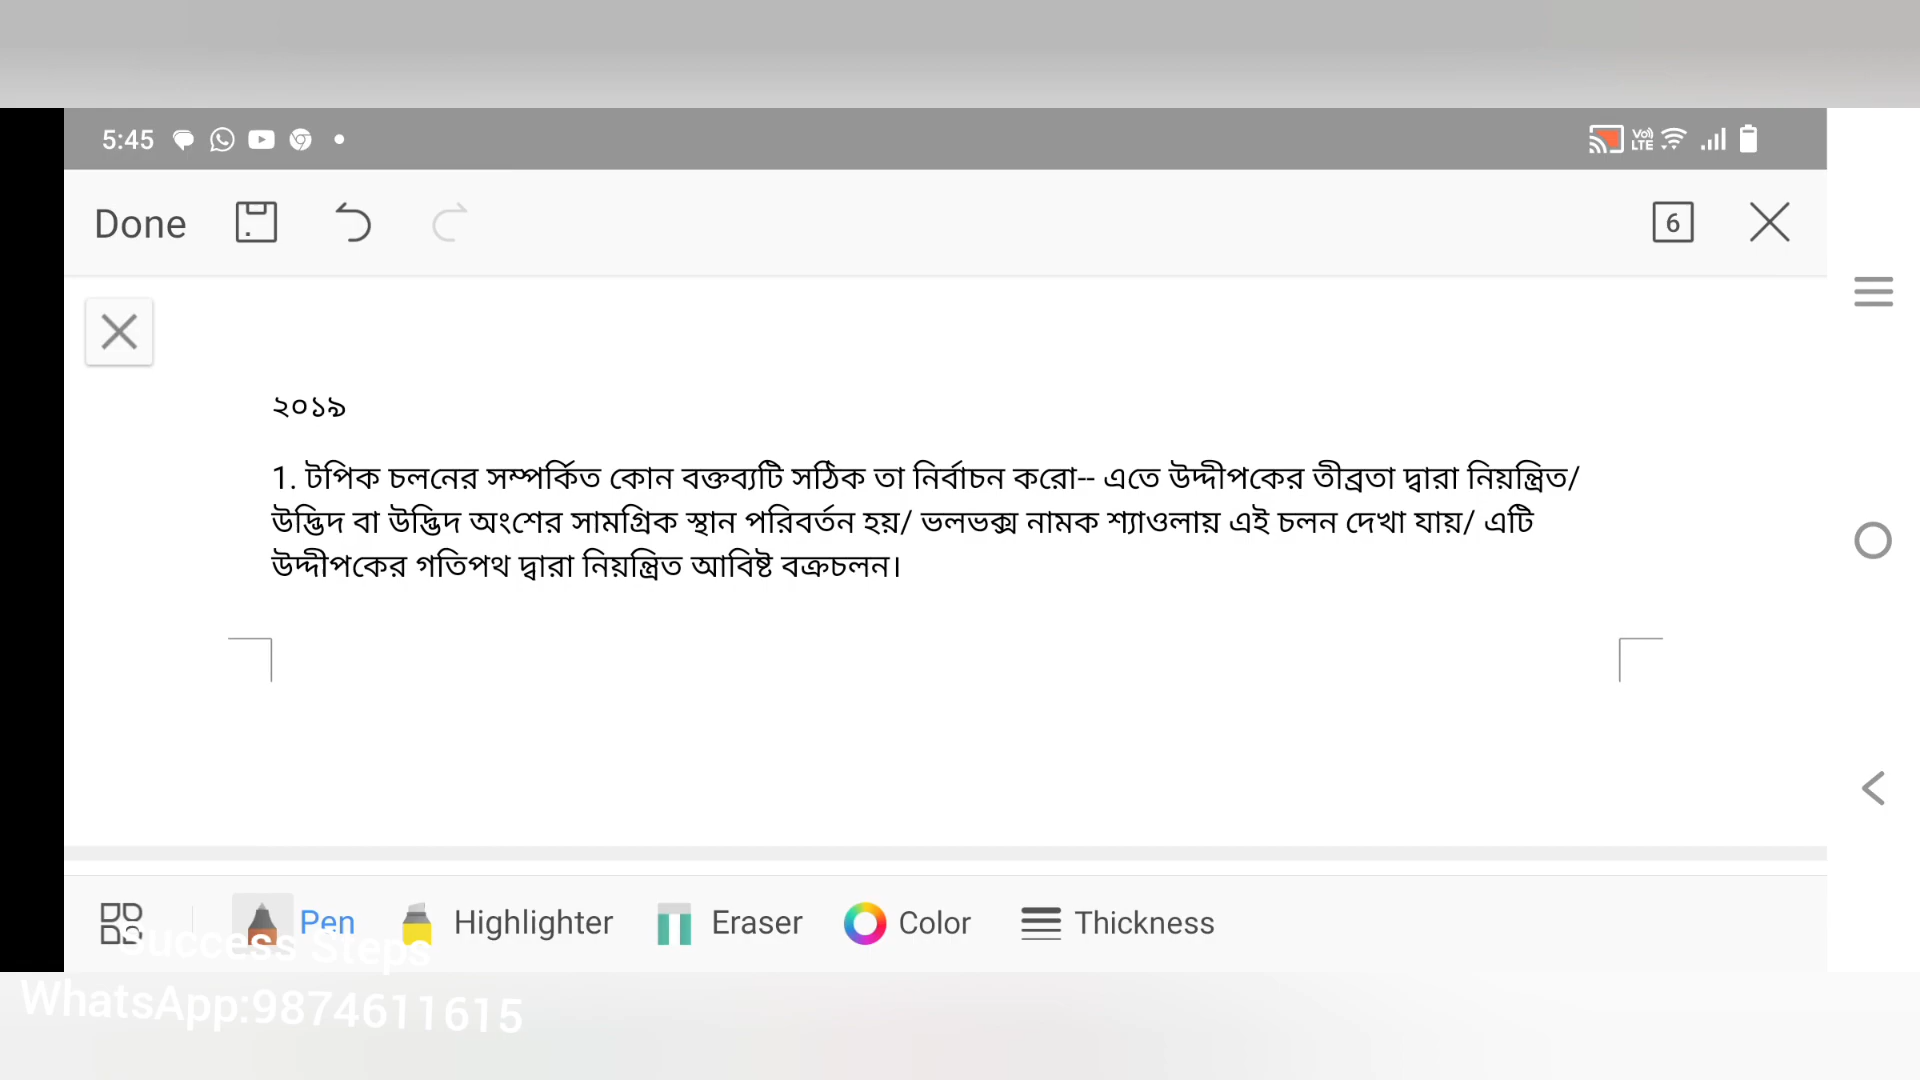 5:45
Vo) LTE
Done
6
২০১৯
1. টপিক চলনের সম্পর্কিত কোন বক্তব্যটি সঠিক তা নির্বাচন করো-- এতে উদ্দীপকের তীব্রতা দ্বারা নিয়ন্ত্রিত/
উদ্ভিদ বা উদ্ভিদ অংশের সামগ্রিক স্থান পরিবর্তন হয়/ ভলভক্স নামক শ্যাওলায় এই চলন দেখা যায়/ এটি
উদ্দীপকের গতিপথ দ্বারা নিয়ন্ত্রিত আবিষ্ট বক্রচলন।
Pen Highlighter Eraser Color Thickness
Success Steps
WhatsApp:9874611615